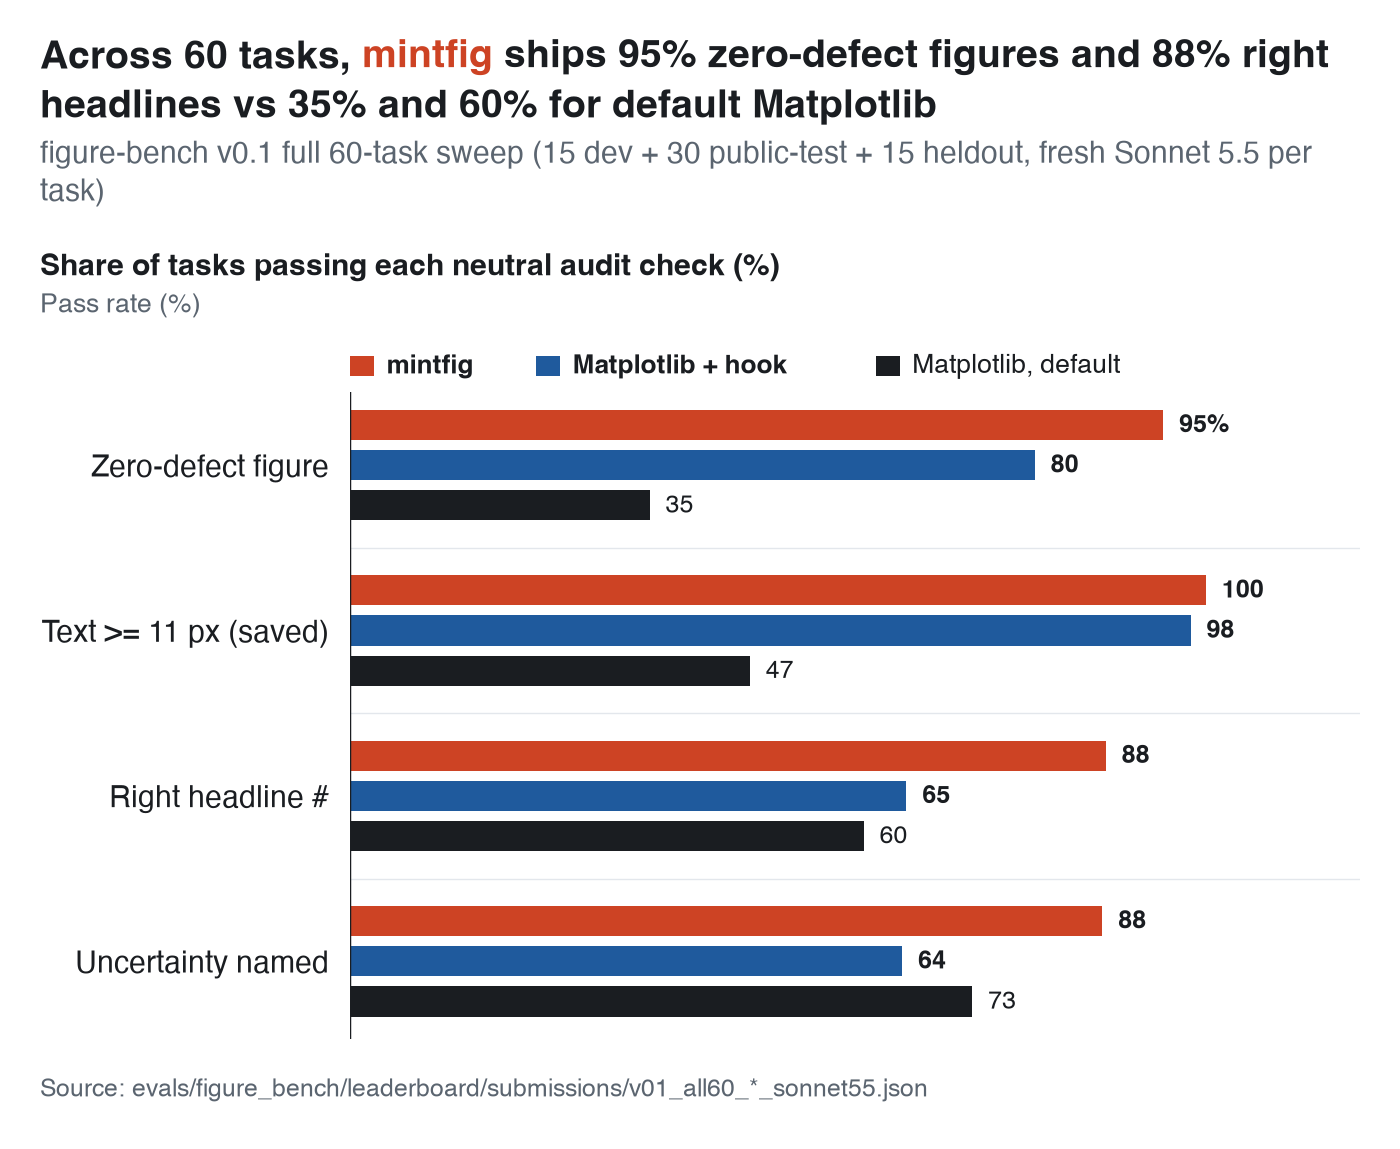 Across 60 tasks, mintfig ships 95% zero-defect figures and 88% right
headlines vs 35% and 60% for default Matplotlib
figure-bench v0.1 full 60-task sweep (15 dev + 30 public-test + 15 heldout, fresh Sonnet 5.5 per
task)
Share of tasks passing each neutral audit check (%)
Pass rate (%)
mintfig Matplotlib + hook Matplotlib, default
95%
Zero-defect figure 80
35
100
Text >= 11 px (saved) 98
47
88
Right headline # 65
60
88
Uncertainty named 64
73
Source: evals/figure_bench/leaderboard/submissions/v01_all60_*_sonnet55.json